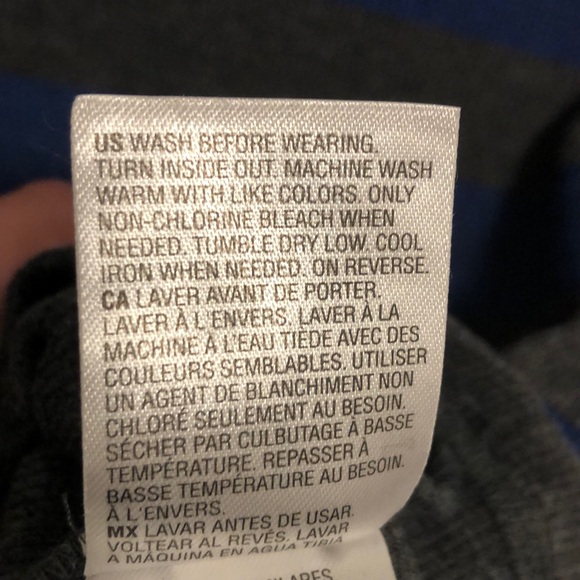 US WASH BEFORE WEARING.
TURN INSIDE OUT. MACHINE WASH
WARM WITH LIKE COLORS. ONLY
NON-CHLORINE BLEACH WHEN
NEEDED. TUMBLE DRY LOW. COOL
IRON WHEN NEEDED. ON REVERSE.
CA LAVER AVANT DE PORTER.
LAVER À L'ENVERS. LAVER À LA
MACHINE À L'EAU TIÈDE AVEC DES
COULEURS SEMBLABLES. UTILISER
UN AGENT DE BLANCHIMENT NON
CHLORÉ SEULEMENT AU BESOIN.
SÉCHER PAR CULBUTAGE À BASSE
TEMPÉRATURE. REPASSER À
BASSE TEMPÉRATURE AU BESOIN.
À L'ENVERS.
MX LAVAR ANTES DE USAR.
VOLTEAR AL REVÉS. LAVAR
A MÁQUINA EN AGUA TIBIA